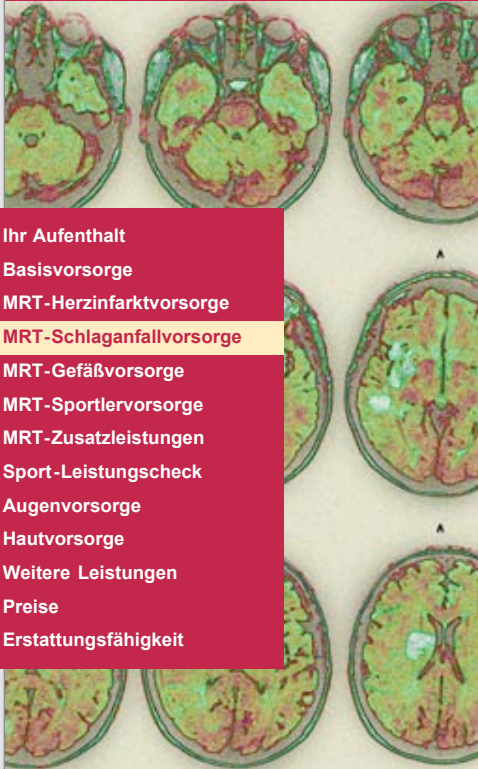 Ihr Aufenthalt
Basisvorsorge
MRT-Herzinfarktvorsorge
MRT-Schlaganfallvorsorge
MRT-Gefäßvorsorge
MRT-Sportlervorsorge
MRT-Zusatzleistungen
Sport-Leistungscheck
Augenvorsorge
Hautvorsorge
Weitere Leistungen
Preise
Erstattungsfähigkeit
A
A